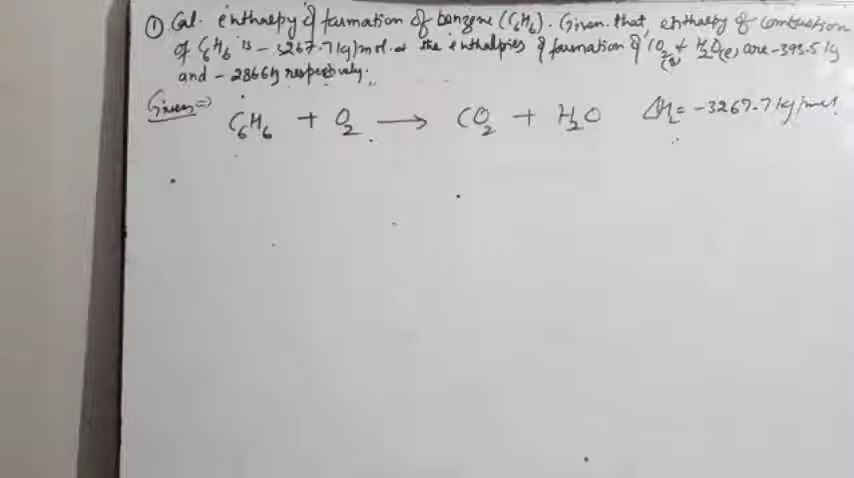 ① Cal. enthalpy of formation of benzene (C₆H₆). Given that, enthalpy of combustion
of C₆H₆ is - 3267.7 kJ/mol. & the enthalpies of formation of CO₂(g) & H₂O(l) are -393.5 kJ
and - 286 kJ respectively.
Given ⇒
C₆H₆ + O₂ ⟶ CO₂ + H₂O ΔH = -3267.7 kJ/mol.